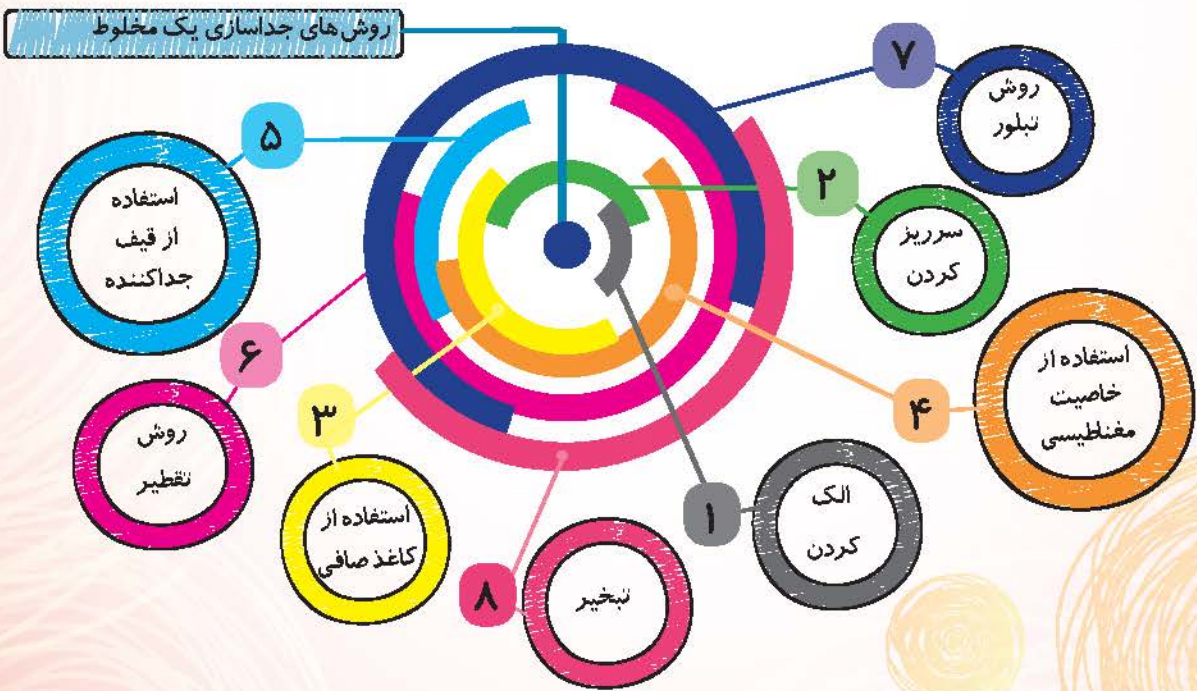 روش‌های جداسازی یک مخلوط
۱
الک
کردن
۲
سرریز
کردن
۳
استفاده از
کاغذ صافی
۴
استفاده از
خاصیت
مغناطیسی
۵
استفاده
از قیف
جداکننده
۶
روش
تقطیر
۷
روش
تبلور
۸
تبخیر